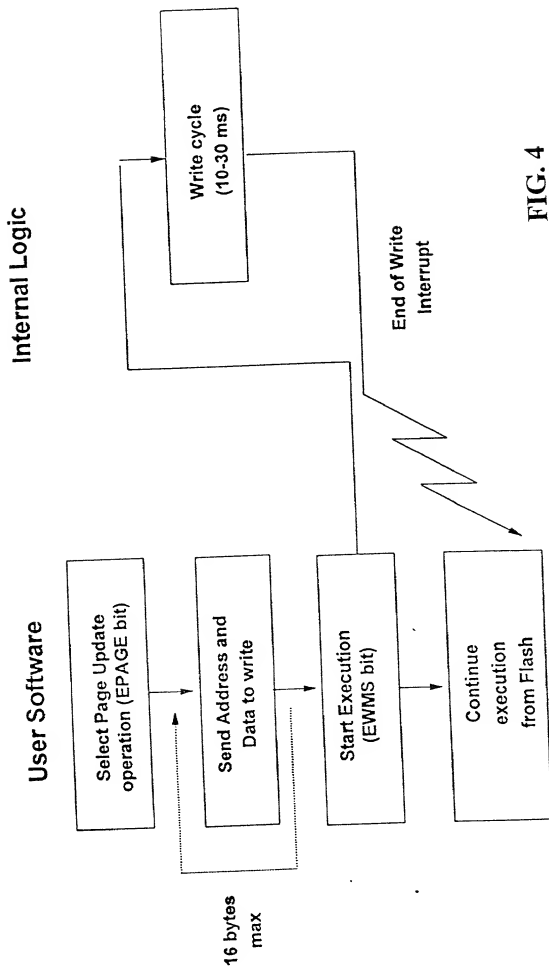 User Software
Internal Logic
Select Page Update
operation (EPAGE bit)
16 bytes
max
Send Address and
Data to write
Start Execution
(EWMS bit)
Continue
execution
from Flash
Write cycle
(10-30 ms)
End of Write
Interrupt
FIG. 4